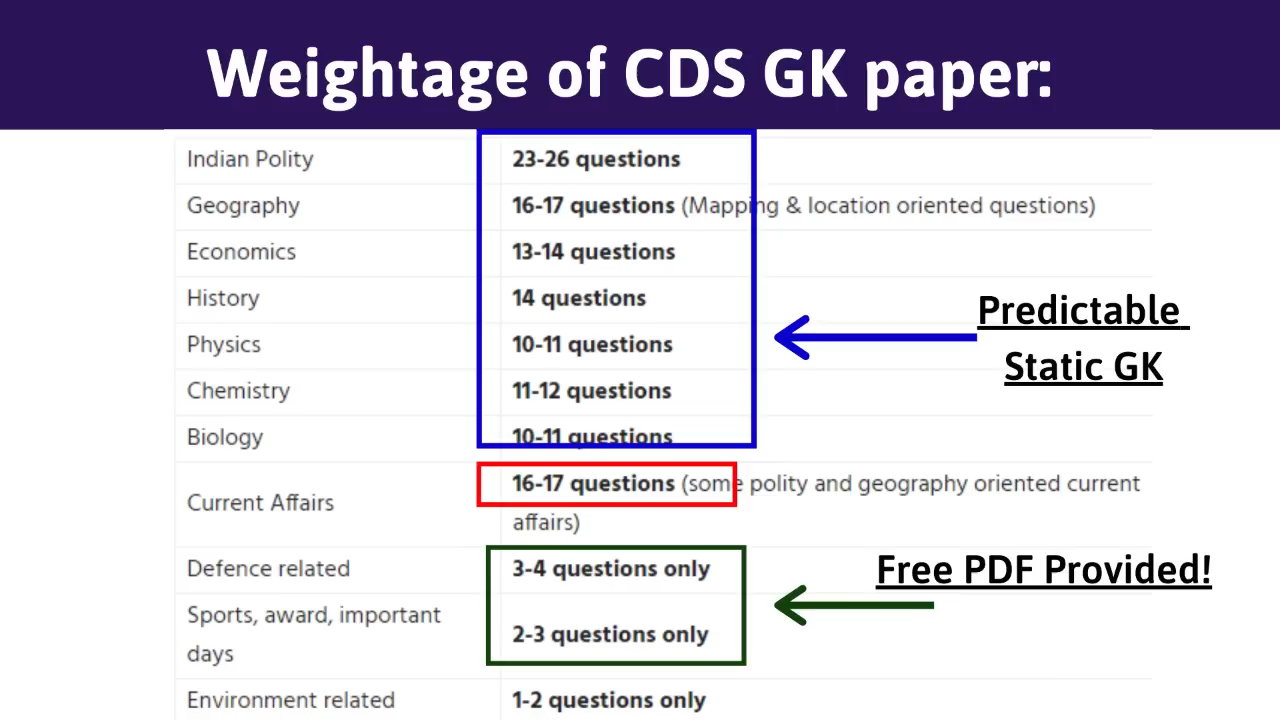 Weightage of CDS GK paper:
Indian Polity 23-26 questions
Geography 16-17 questions (Mapping & location oriented questions)
Economics 13-14 questions
History 14 questions
Physics 10-11 questions
Chemistry 11-12 questions
Biology 10-11 questions
Predictable
Static GK
Current Affairs 16-17 questions (some polity and geography oriented current
affairs)
Defence related 3-4 questions only
Free PDF Provided!
Sports, award, important
days 2-3 questions only
Environment related 1-2 questions only